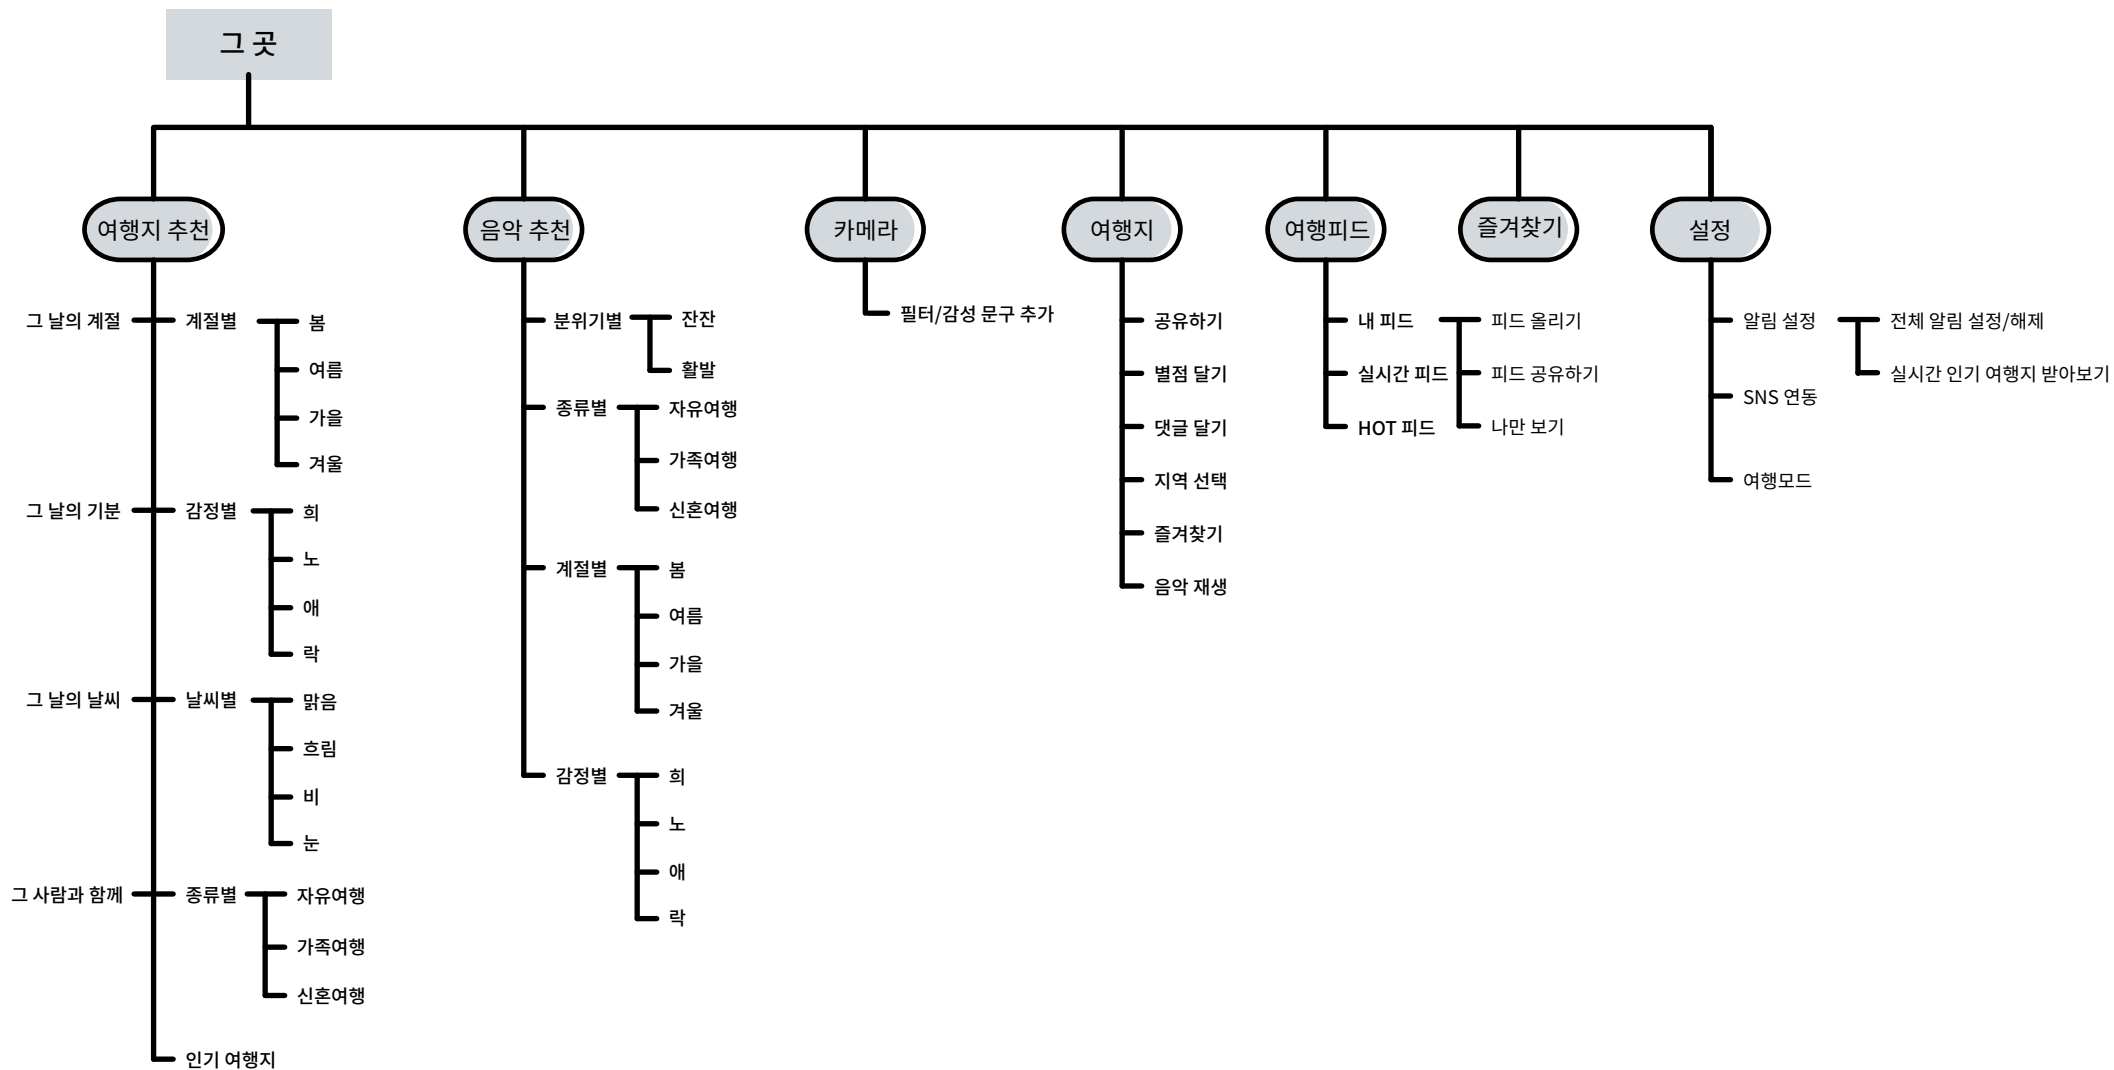 그 곳
여행지 추천
음악 추천
카메라
여행지
여행피드
즐겨찾기
설정
그 날의 계절
계절별
봄
여름
가을
겨울
그 날의 기분
감정별
희
노
애
락
그 날의 날씨
날씨별
맑음
흐림
비
눈
그 사람과 함께
종류별
자유여행
가족여행
신혼여행
인기 여행지
분위기별
잔잔
활발
종류별
자유여행
가족여행
신혼여행
계절별
봄
여름
가을
겨울
감정별
희
노
애
락
필터/감성 문구 추가
공유하기
별점 달기
댓글 달기
지역 선택
즐겨찾기
음악 재생
내 피드
실시간 피드
HOT 피드
피드 올리기
피드 공유하기
나만 보기
알림 설정
전체 알림 설정/해제
실시간 인기 여행지 받아보기
SNS 연동
여행모드